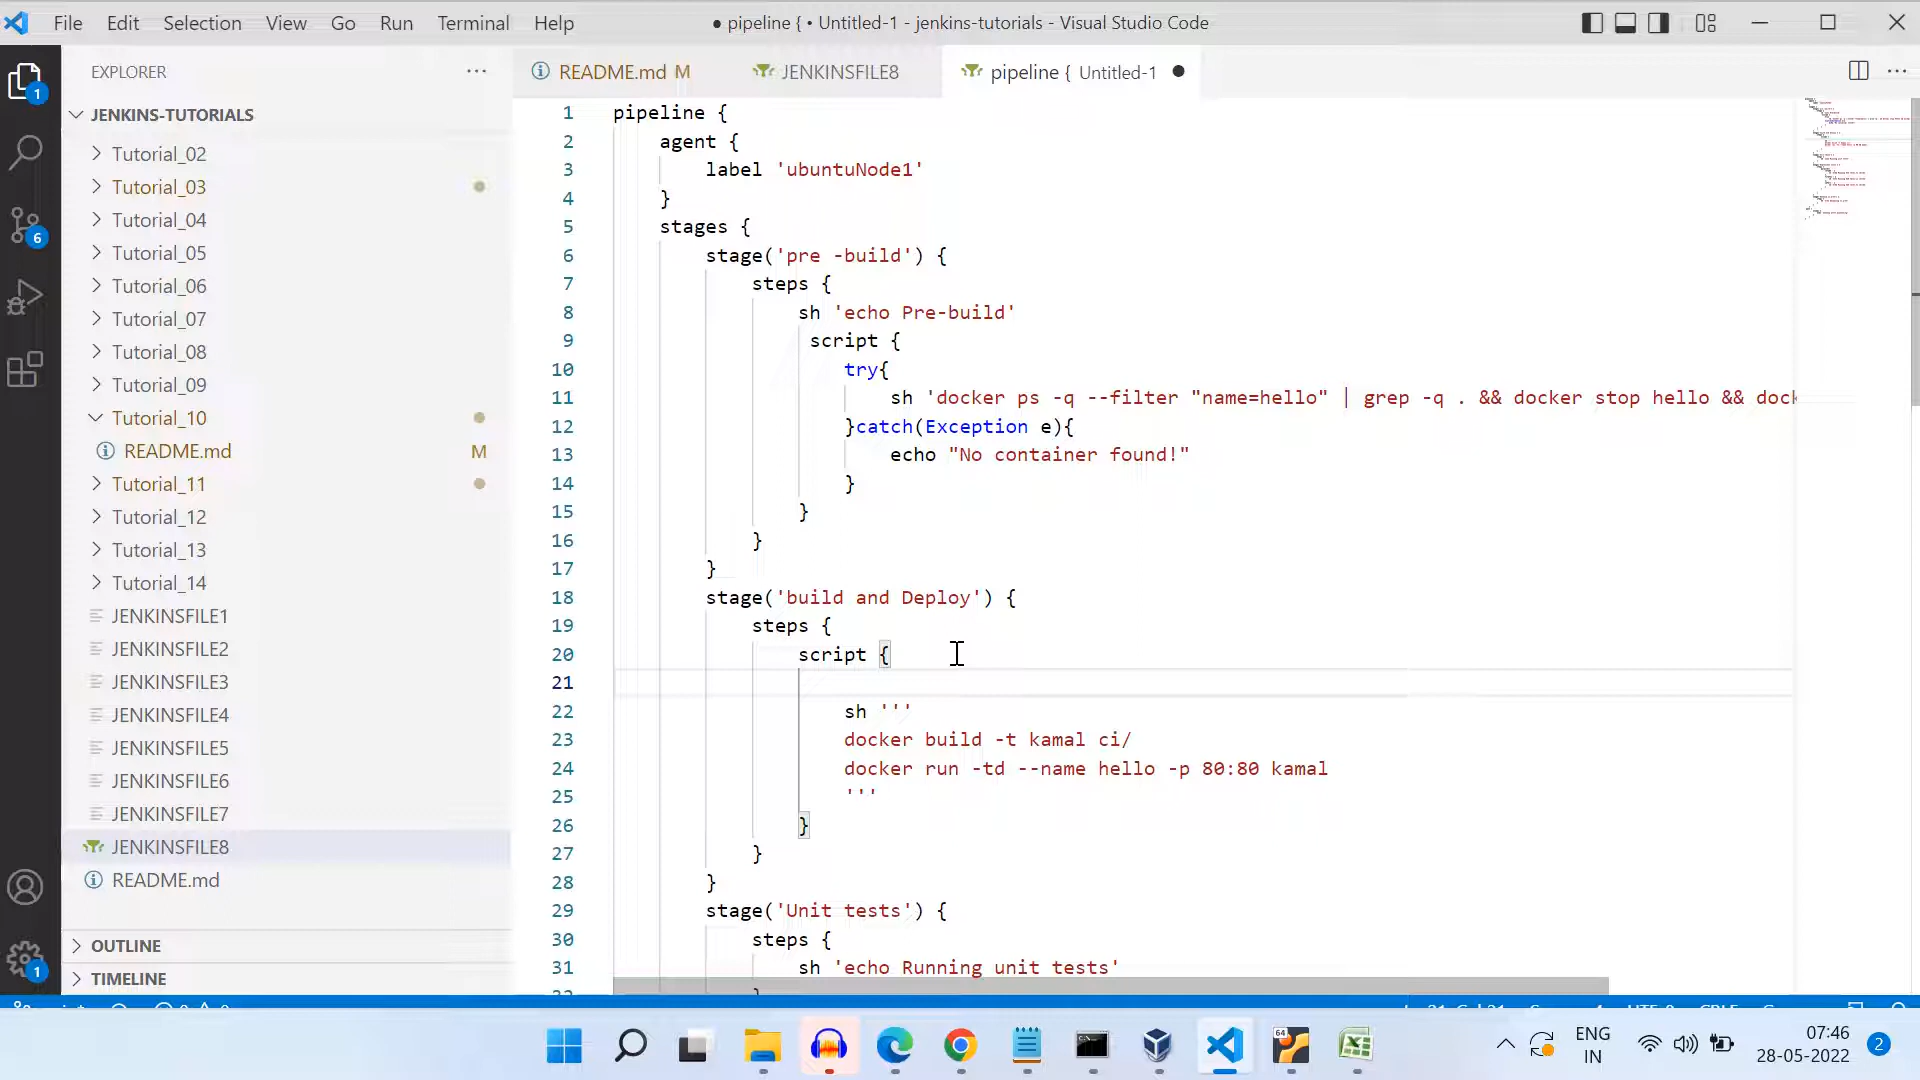 File Edit Selection View Go Run Terminal Help
● pipeline { • Untitled-1 - jenkins-tutorials - Visual Studio Code
EXPLORER
JENKINS-TUTORIALS
Tutorial_02
Tutorial_03
Tutorial_04
Tutorial_05
Tutorial_06
Tutorial_07
Tutorial_08
Tutorial_09
Tutorial_10
README.md M
Tutorial_11
Tutorial_12
Tutorial_13
Tutorial_14
JENKINSFILE1
JENKINSFILE2
JENKINSFILE3
JENKINSFILE4
JENKINSFILE5
JENKINSFILE6
JENKINSFILE7
JENKINSFILE8
README.md
OUTLINE
TIMELINE
1
6
1
README.md M
JENKINSFILE8
pipeline { Untitled-1 ●
1 pipeline {
2 agent {
3 label 'ubuntuNode1'
4 }
5 stages {
6 stage('pre -build') {
7 steps {
8 sh 'echo Pre-build'
9 script {
10 try{
11 sh 'docker ps -q --filter "name=hello" | grep -q . && docker stop hello && dock
12 }catch(Exception e){
13 echo "No container found!"
14 }
15 }
16 }
17 }
18 stage('build and Deploy') {
19 steps {
20 script {
21
22 sh '''
23 docker build -t kamal ci/
24 docker run -td --name hello -p 80:80 kamal
25 '''
26 }
27 }
28 }
29 stage('Unit tests') {
30 steps {
31 sh 'echo Running unit tests'
64
ENG
IN
07:46
28-05-2022
2